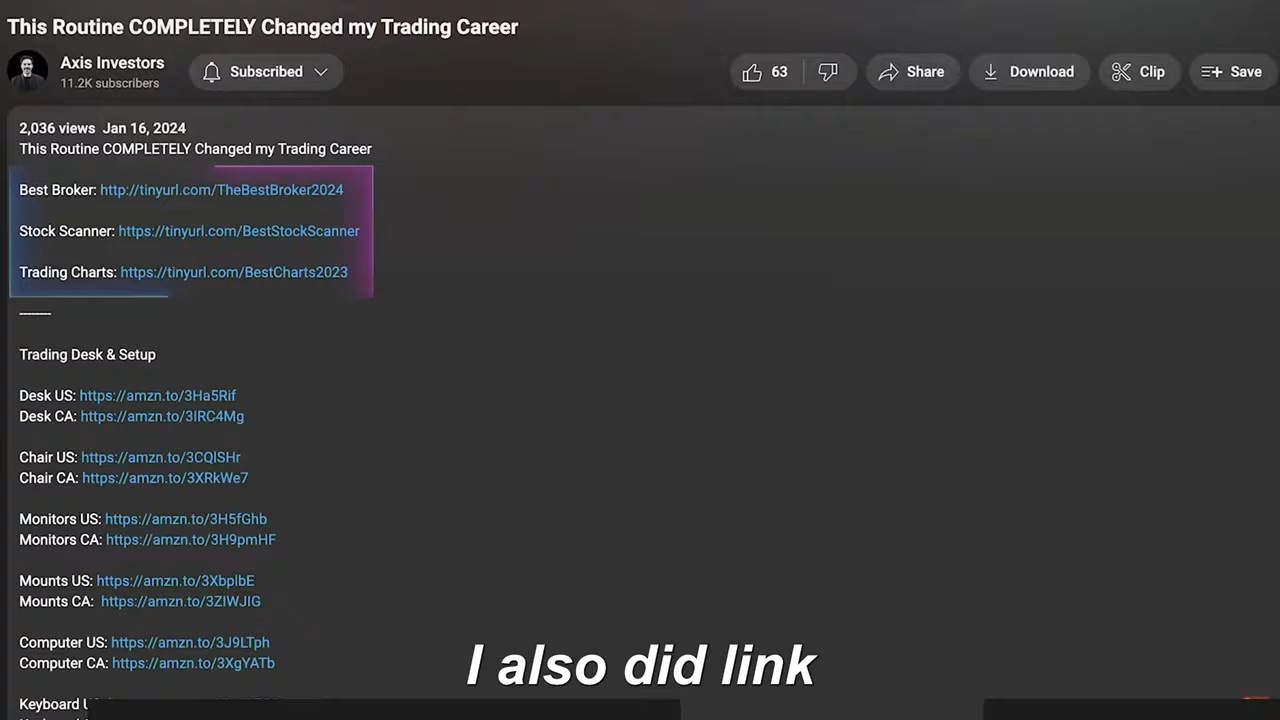 This Routine COMPLETELY Changed my Trading Career
Axis Investors
11.2K subscribers
Subscribed
63
Share
Download
Clip
Save
2,036 views Jan 16, 2024
This Routine COMPLETELY Changed my Trading Career
Best Broker: http://tinyurl.com/TheBestBroker2024
Stock Scanner: https://tinyurl.com/BestStockScanner
Trading Charts: https://tinyurl.com/BestCharts2023
--------
Trading Desk & Setup
Desk US: https://amzn.to/3Ha5Rif
Desk CA: https://amzn.to/3IRC4Mg
Chair US: https://amzn.to/3CQlSHr
Chair CA: https://amzn.to/3XRkWe7
Monitors US: https://amzn.to/3H5fGhb
Monitors CA: https://amzn.to/3H9pmHF
Mounts US: https://amzn.to/3XbplbE
Mounts CA: https://amzn.to/3ZIWJIG
Computer US: https://amzn.to/3J9LTph
Computer CA: https://amzn.to/3XgYATb
Keyboard
I also did link